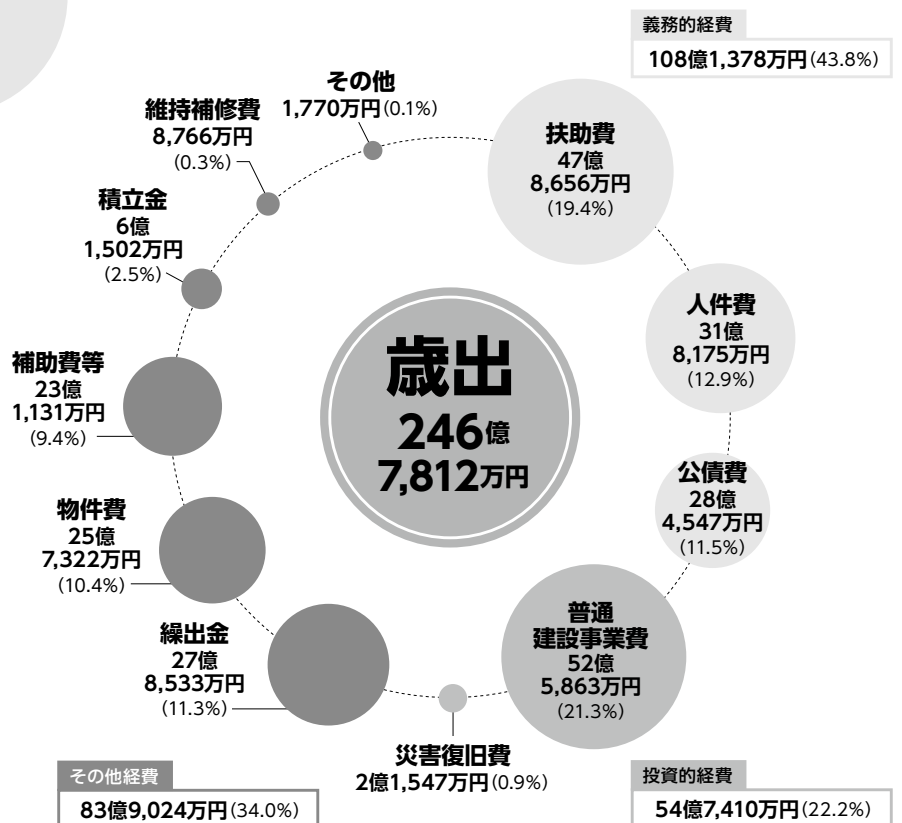 義務的経費
108億1,378万円(43.8%)
その他
1,770万円(0.1%)
維持補修費
8,766万円
(0.3%)
積立金
6億
1,502万円
(2.5%)
補助費等
23億
1,131万円
(9.4%)
物件費
25億
7,322万円
(10.4%)
繰出金
27億
8,533万円
(11.3%)
扶助費
47億
8,656万円
(19.4%)
人件費
31億
8,175万円
(12.9%)
公債費
28億
4,547万円
(11.5%)
普通
建設事業費
52億
5,863万円
(21.3%)
災害復旧費
2億1,547万円(0.9%)
歳出
246億
7,812万円
その他経費
83億9,024万円(34.0%)
投資的経費
54億7,410万円(22.2%)